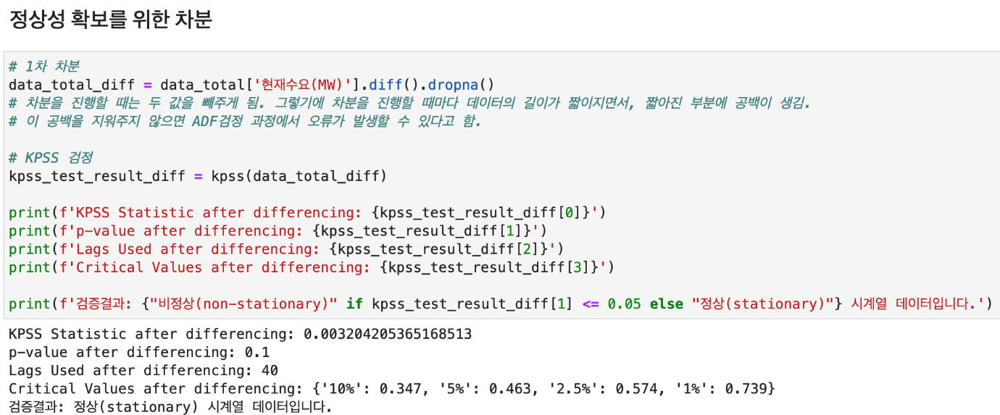 정상성 확보를 위한 차분
# 1차 차분
data_total_diff = data_total['현재수요(MW)'].diff().dropna()
# 차분을 진행할 때는 두 값을 빼주게 됨. 그렇기에 차분을 진행할 때마다 데이터의 길이가 짧이지면서, 짧아진 부분에 공백이 생김.
# 이 공백을 지워주지 않으면 ADF검정 과정에서 오류가 발생할 수 있다고 함.
# KPSS 검정
kpss_test_result_diff = kpss(data_total_diff)
print(f'KPSS Statistic after differencing: {kpss_test_result_diff[0]}')
print(f'p-value after differencing: {kpss_test_result_diff[1]}')
print(f'Lags Used after differencing: {kpss_test_result_diff[2]}')
print(f'Critical Values after differencing: {kpss_test_result_diff[3]}')
print(f'검증결과: {"비정상(non-stationary)" if kpss_test_result_diff[1] <= 0.05 else "정상(stationary)"} 시계열 데이터입니다.')
KPSS Statistic after differencing: 0.003204205365168513
p-value after differencing: 0.1
Lags Used after differencing: 40
Critical Values after differencing: {'10%': 0.347, '5%': 0.463, '2.5%': 0.574, '1%': 0.739}
검증결과: 정상(stationary) 시계열 데이터입니다.